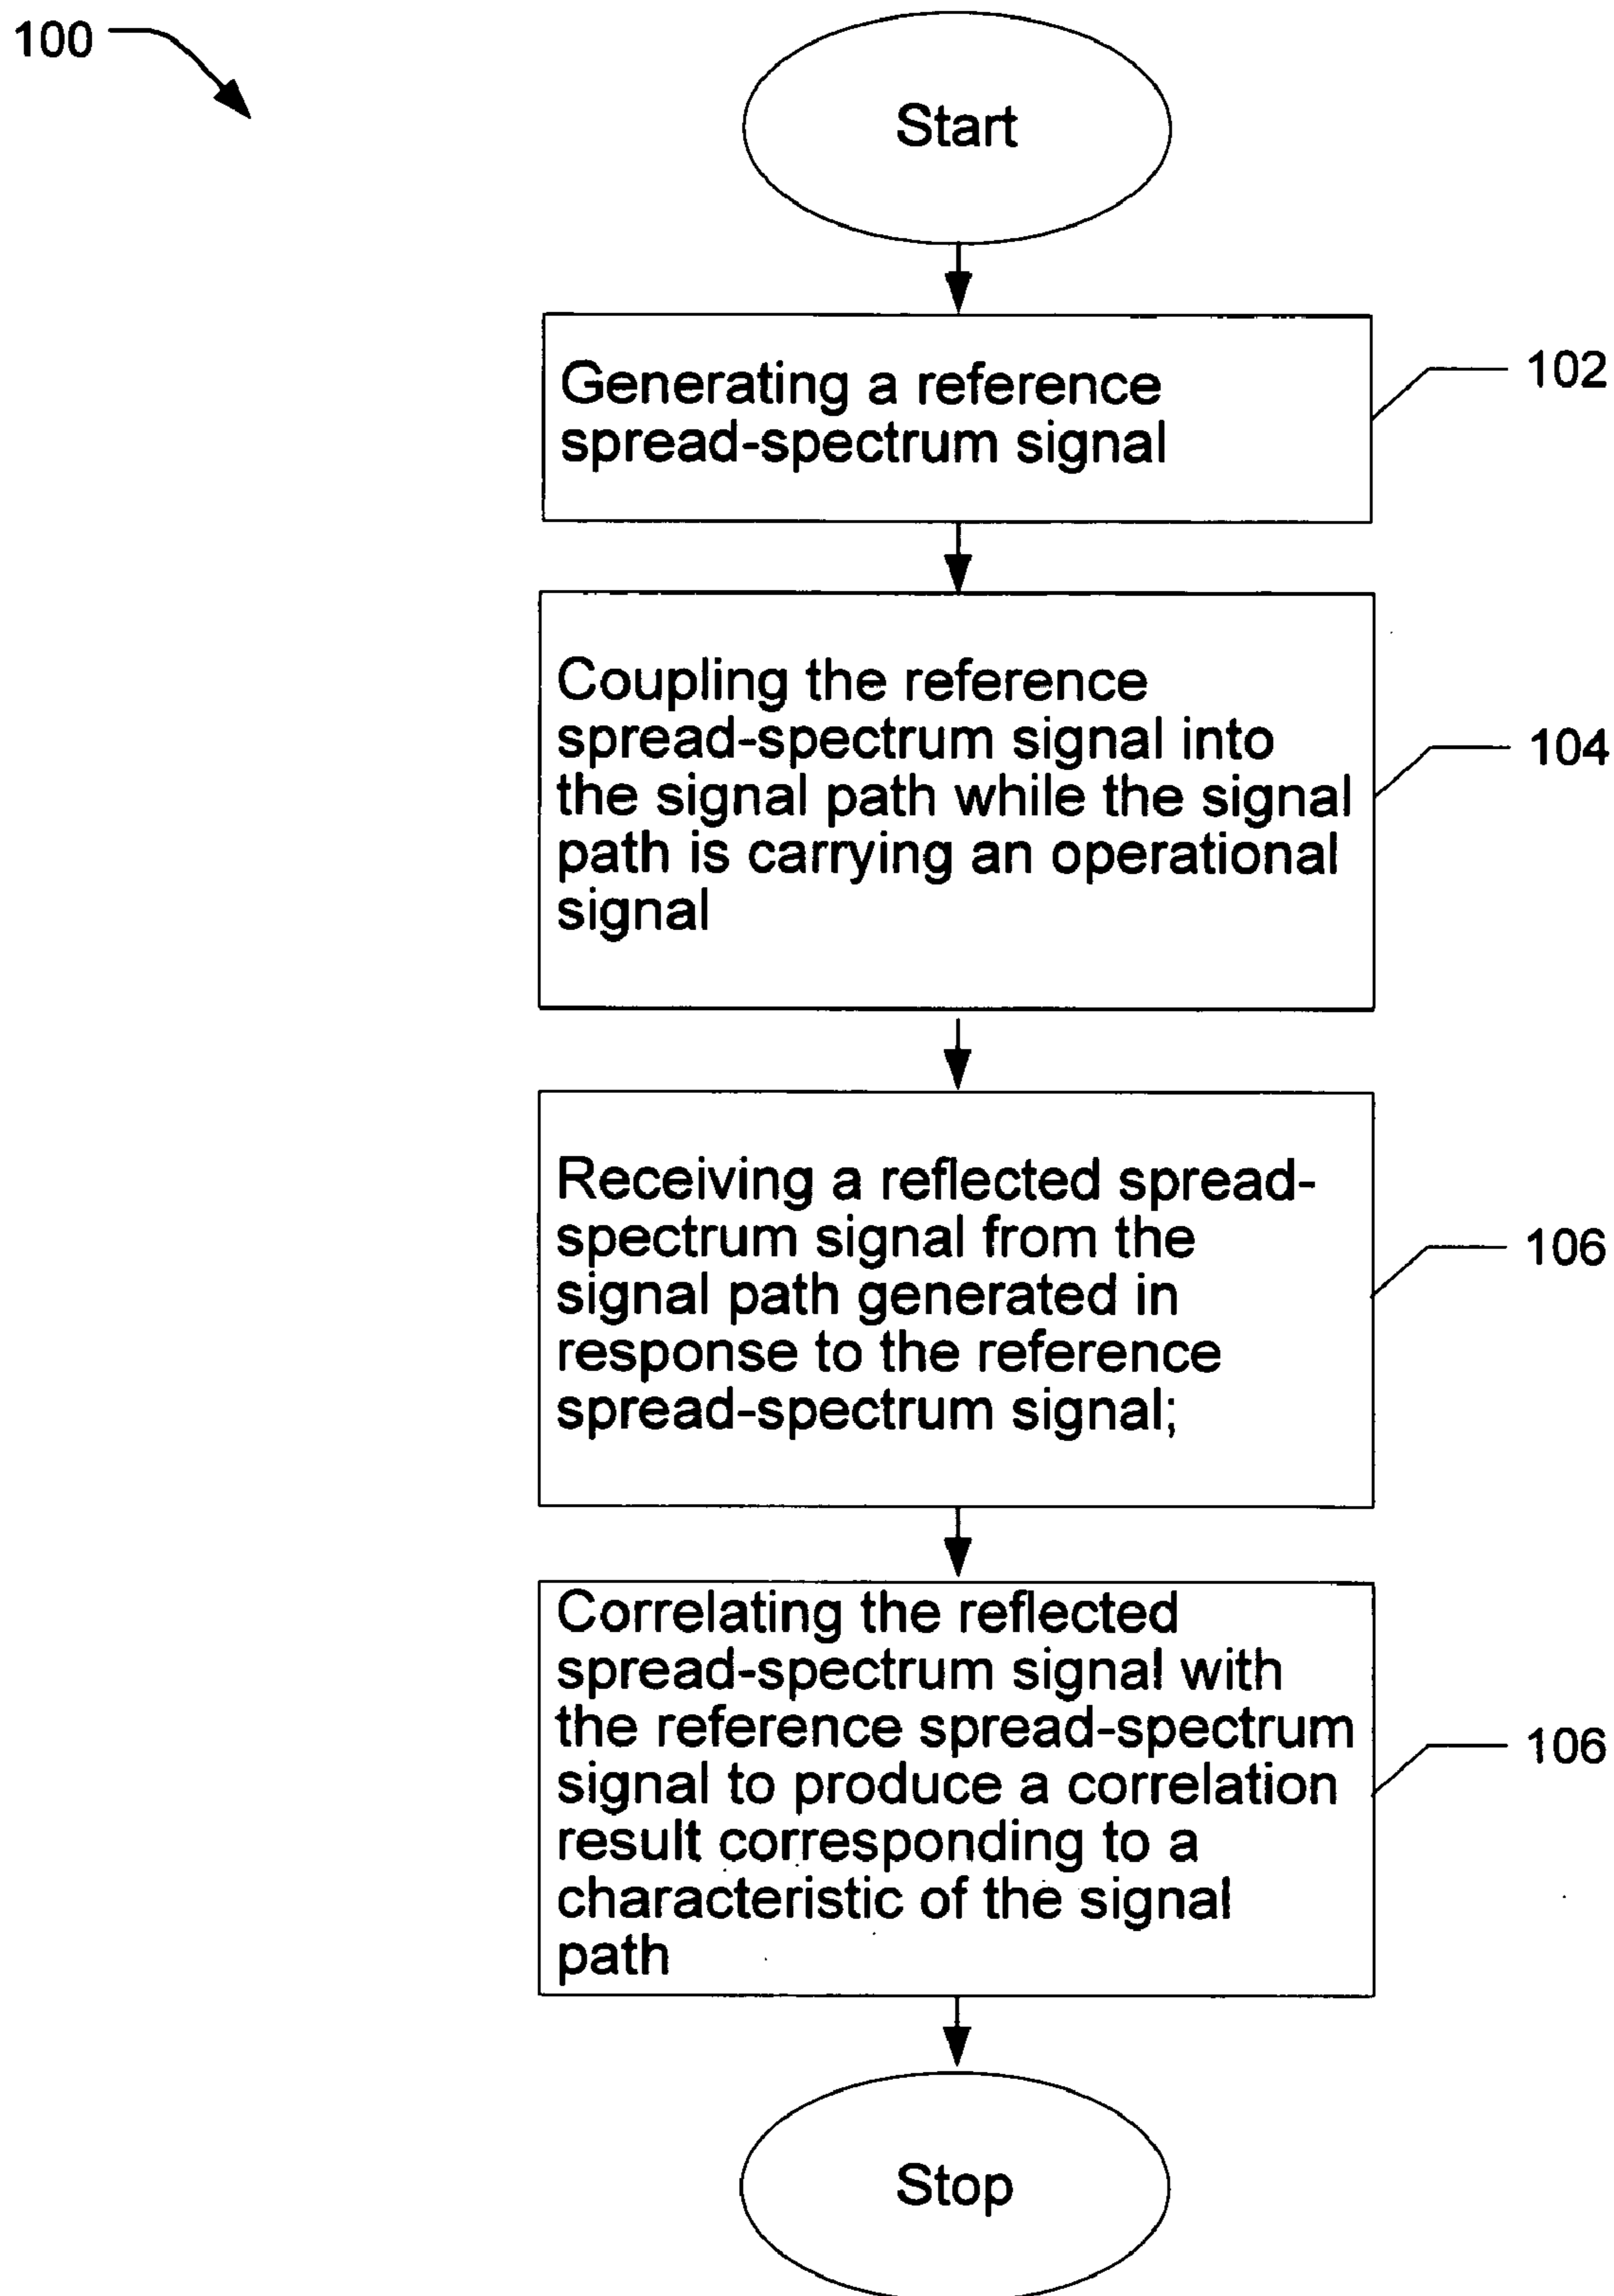 100
Start
Generating a reference
spread-spectrum signal
102
Coupling the reference
spread-spectrum signal into
the signal path while the signal
path is carrying an operational
signal
104
Receiving a reflected spread-
spectrum signal from the
signal path generated in
response to the reference
spread-spectrum signal;
106
Correlating the reflected
spread-spectrum signal with
the reference spread-spectrum
signal to produce a correlation
result corresponding to a
characteristic of the signal
path
106
Stop